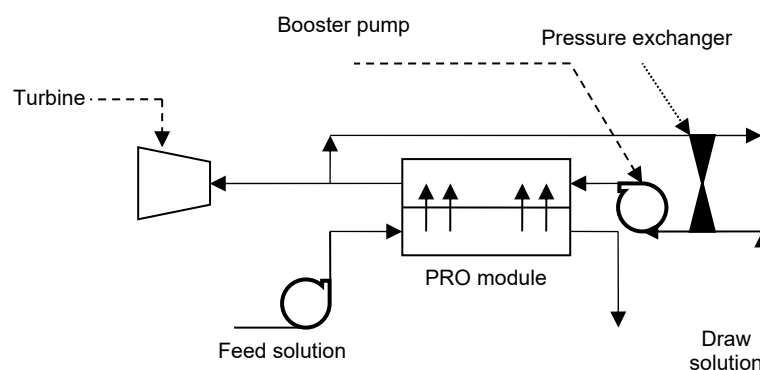 Booster pump
Pressure exchanger
Turbine
PRO module
Feed solution
Draw
solution